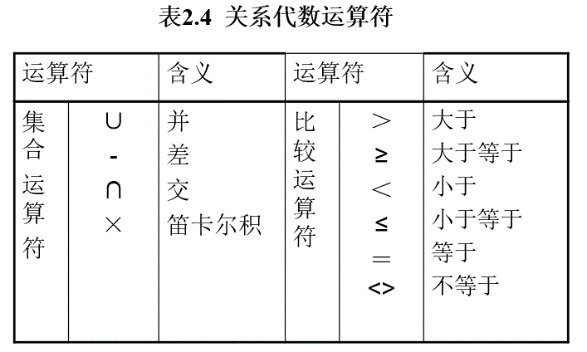 表2.4 关系代数运算符
运算符 含义 运算符 含义
集合运算符 比较运算符
∪ 并 > 大于
- 差 ≥ 大于等于
∩ 交 < 小于
× 笛卡尔积 ≤ 小于等于
= 等于
<> 不等于